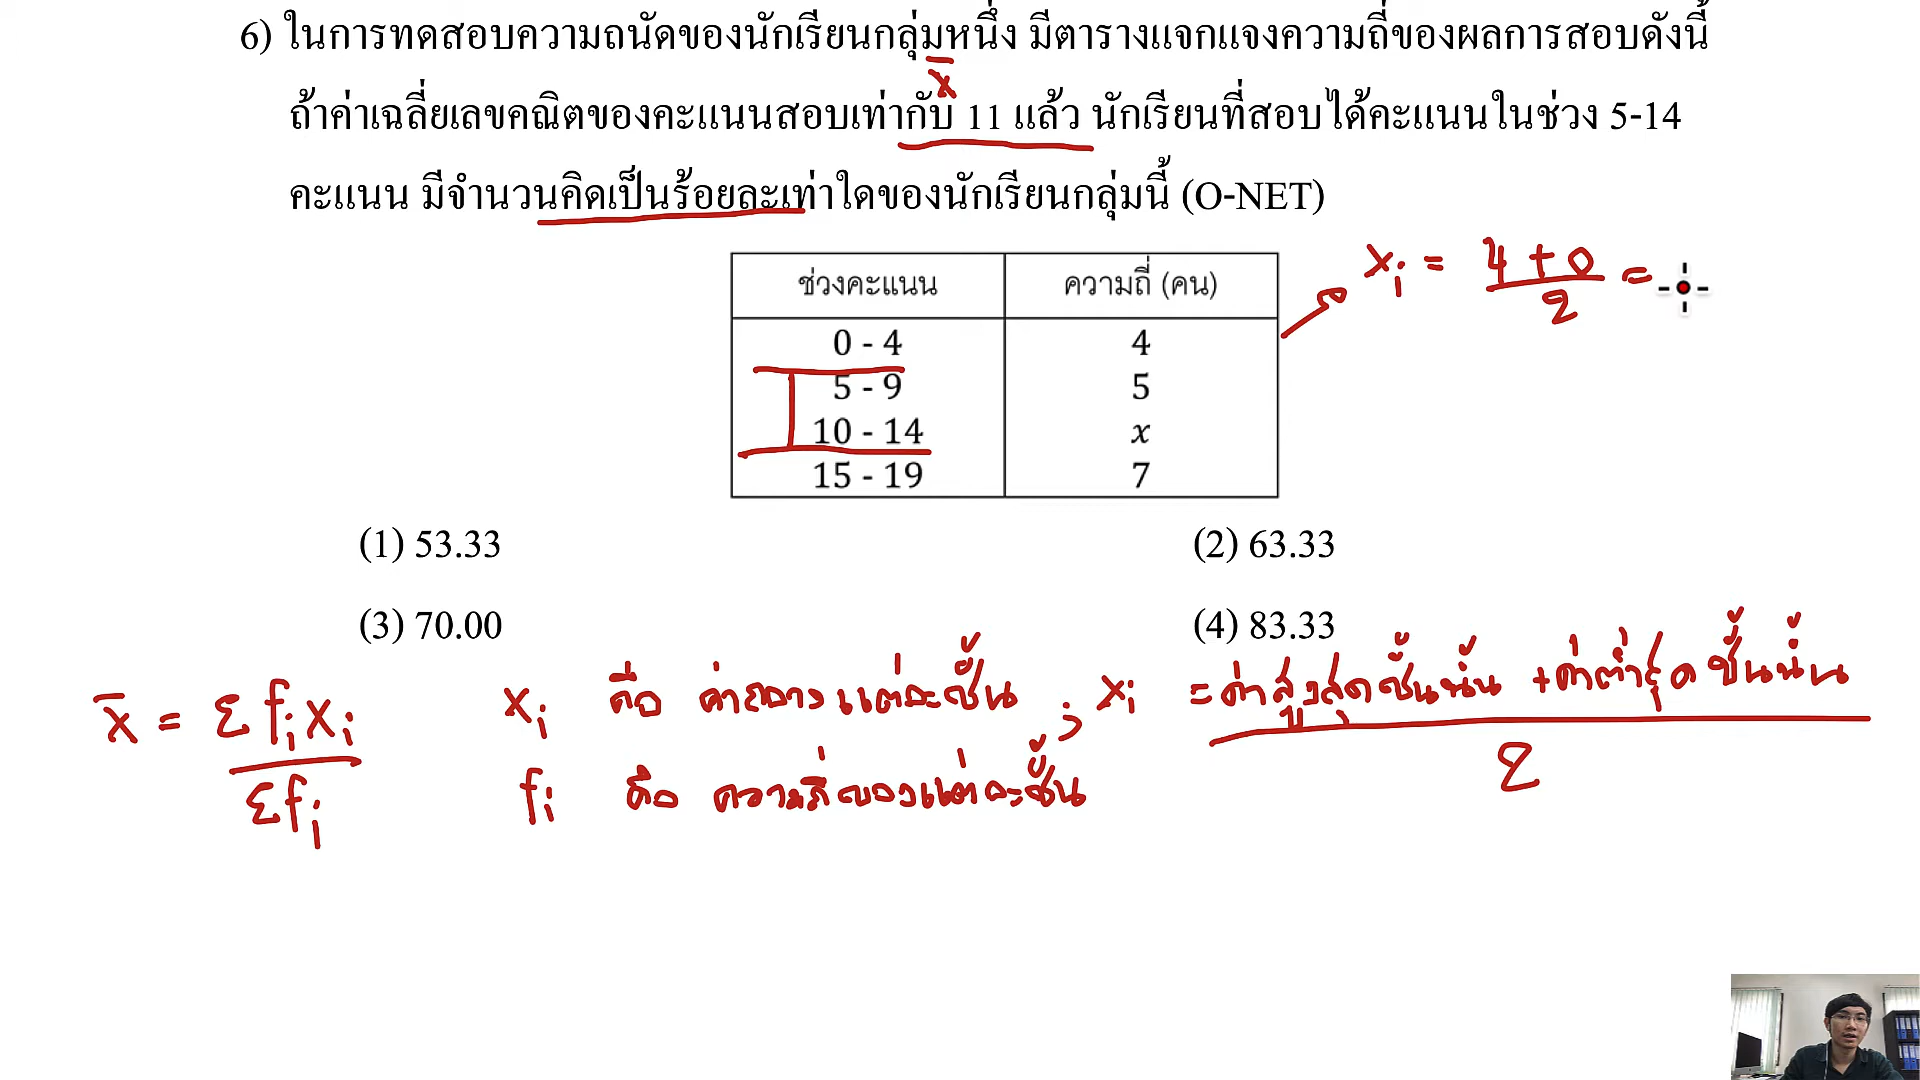 6) ในการทดสอบความถนัดของนักเรียนกลุ่มหนึ่ง มีตารางแจกแจงความถี่ของผลการสอบดังนี้
x̄
ถ้าค่าเฉลี่ยเลขคณิตของคะแนนสอบเท่ากับ 11 แล้ว นักเรียนที่สอบได้คะแนนในช่วง 5-14
คะแนน มีจำนวนคิดเป็นร้อยละเท่าใดของนักเรียนกลุ่มนี้ (O-NET)
xᵢ = (4 + 0)/2 =
ช่วงคะแนน ความถี่ (คน)
0 - 4 4
5 - 9 5
10 - 14 x
15 - 19 7
(1) 53.33 (2) 63.33
(3) 70.00 (4) 83.33
x̄ = Σfᵢxᵢ/Σfᵢ
xᵢ คือ ค่ากลางแต่ละชั้น ; xᵢ = (ค่าสูงสุดชั้นนั้น + ค่าต่ำสุดชั้นนั้น)/2
fᵢ คือ ความถี่ของแต่ละชั้น